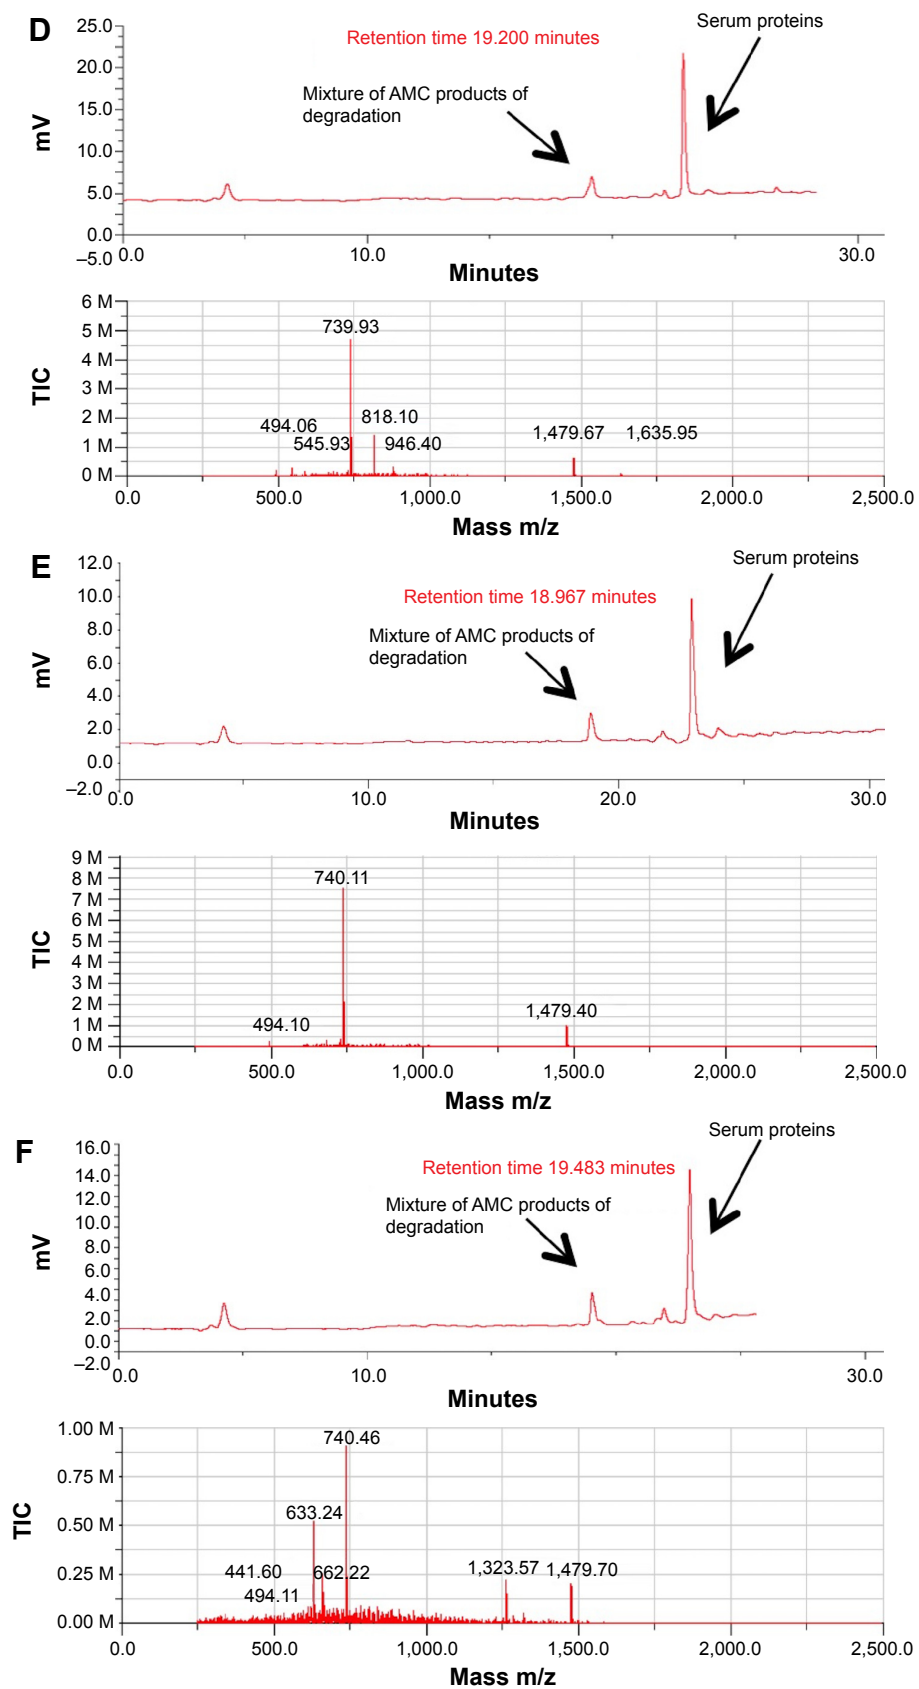 D
25.0
20.0
15.0
10.0
5.0
0.0
–5.0
mV
Retention time 19.200 minutes
Serum proteins
Mixture of AMC products of
degradation
0.0
10.0
30.0
Minutes
6 M
5 M
4 M
3 M
2 M
1 M
0 M
TIC
739.93
494.06
818.10
545.93
946.40
1,479.67
1,635.95
0.0
500.0
1,000.0
1,500.0
2,000.0
2,500.0
Mass m/z
E
12.0
10.0
8.0
6.0
4.0
2.0
0.0
–2.0
mV
Serum proteins
Retention time 18.967 minutes
Mixture of AMC products of
degradation
0.0
10.0
20.0
30.0
Minutes
9 M
8 M
7 M
6 M
5 M
4 M
3 M
2 M
1 M
0 M
TIC
740.11
494.10
1,479.40
0.0
500.0
1,000.0
1,500.0
2,000.0
2,500.0
Mass m/z
F
16.0
14.0
12.0
10.0
8.0
6.0
4.0
2.0
0.0
–2.0
mV
Serum proteins
Retention time 19.483 minutes
Mixture of AMC products of
degradation
0.0
10.0
30.0
Minutes
1.00 M
0.75 M
0.50 M
0.25 M
0.00 M
TIC
740.46
633.24
441.60
662.22
494.11
1,323.57
1,479.70
0.0
500.0
1,000.0
1,500.0
2,000.0
2,500.0
Mass m/z